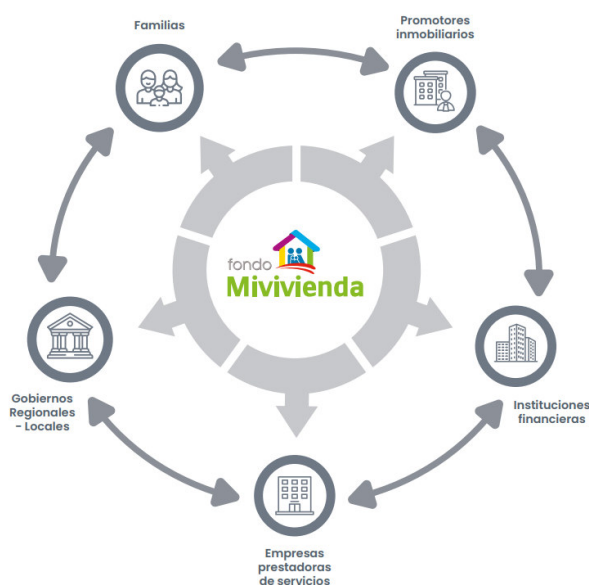 Familias
Promotores
inmobiliarios
fondo
Mivivienda
Gobiernos
Regionales
- Locales
Instituciones
financieras
Empresas
prestadoras
de servicios